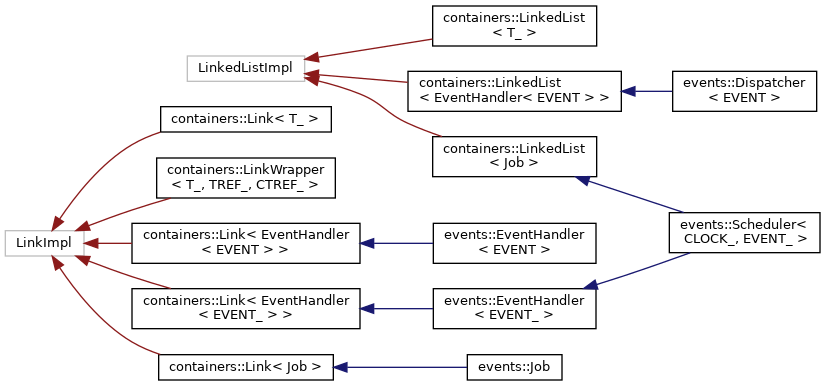 containers::LinkedList
< T_ >
LinkedListImpl
containers::LinkedList
< EventHandler< EVENT > >
events::Dispatcher
< EVENT >
containers::Link< T_ >
containers::LinkedList
< Job >
containers::LinkWrapper
< T_, TREF_, CTREF_ >
events::Scheduler<
CLOCK_, EVENT_ >
LinkImpl
containers::Link< EventHandler
< EVENT > >
events::EventHandler
< EVENT >
containers::Link< EventHandler
< EVENT_ > >
events::EventHandler
< EVENT_ >
containers::Link< Job >
events::Job